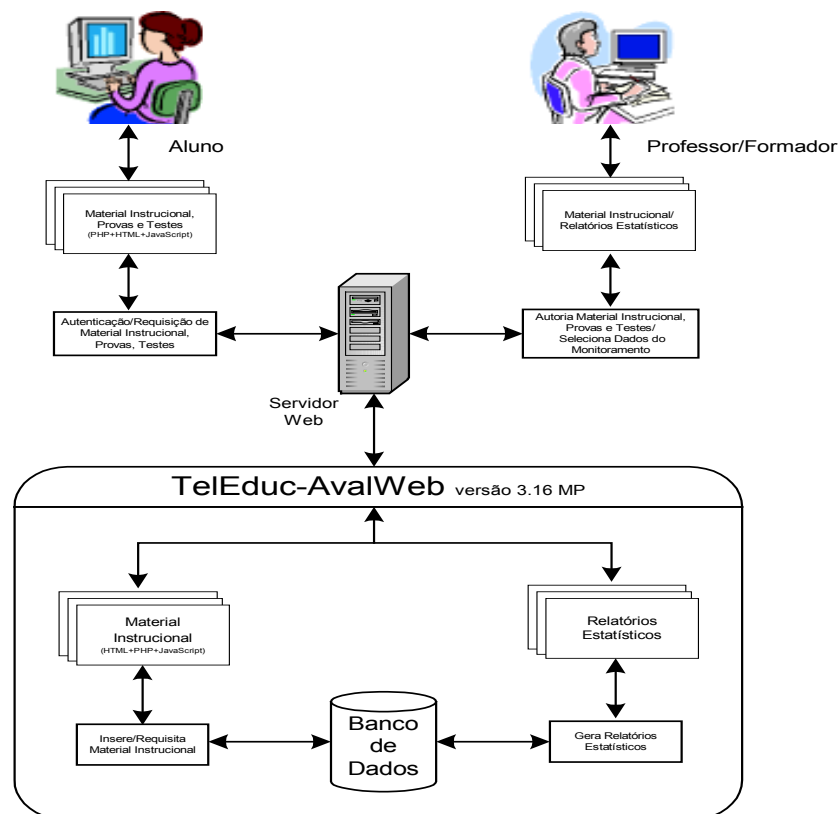 Aluno
Professor/Formador
Material Instrucional,
Provas e Testes
(PHP+HTML+JavaScript)
Material Instrucional/
Relatórios Estatísticos
Autenticação/Requisição de
Material Instrucional,
Provas, Testes
Autoria Material Instrucional,
Provas e Testes/
Seleciona Dados do
Monitoramento
Servidor
Web
TelEduc-AvalWeb versão 3.16 MP
Material
Instrucional
(HTML+PHP+JavaScript)
Relatórios
Estatísticos
Insere/Requisita
Material Instrucional
Banco
de
Dados
Gera Relatórios
Estatísticos